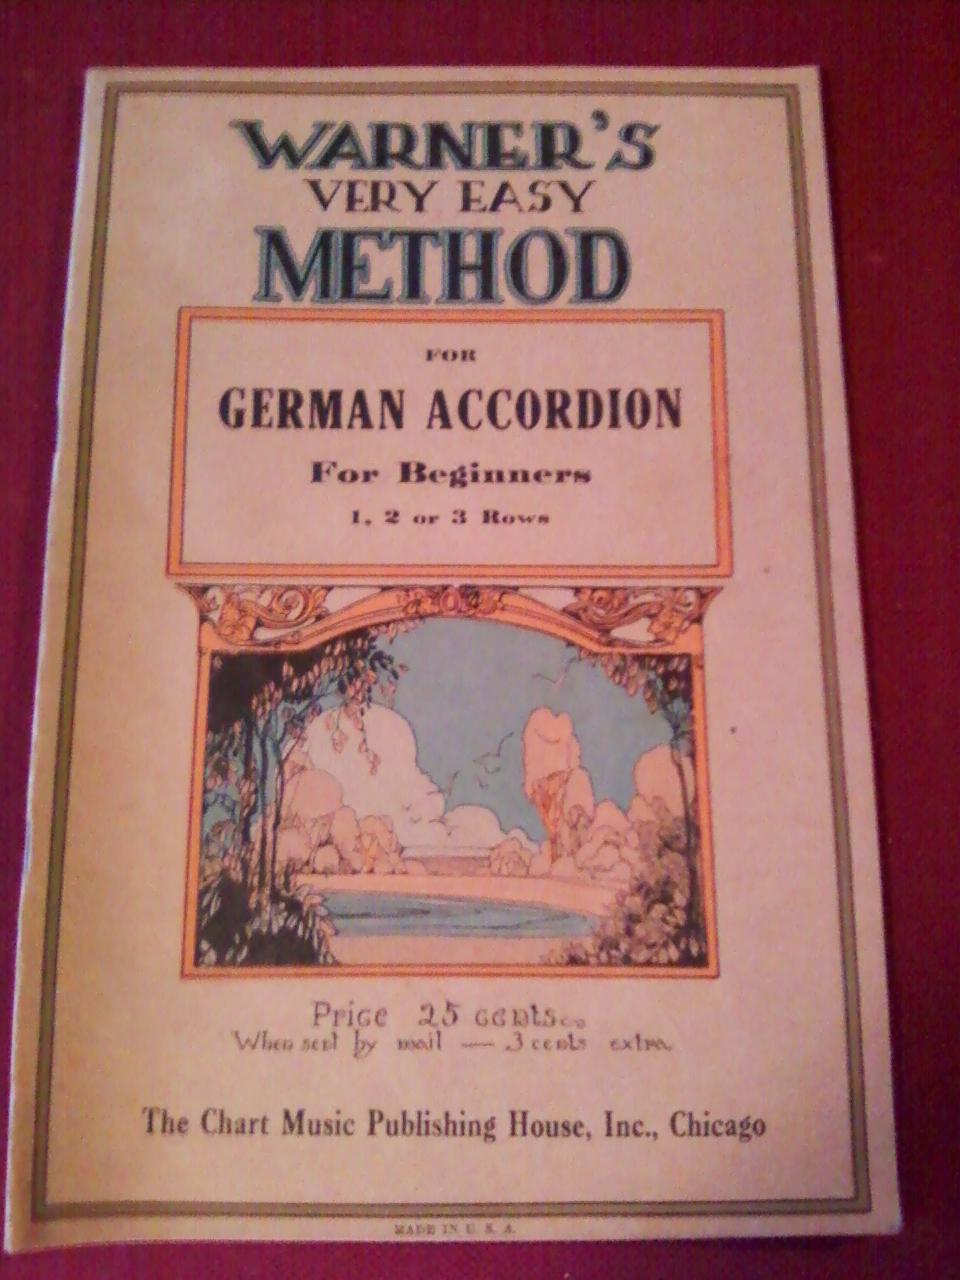 WARNER'S
VERY EASY
METHOD
FOR
GERMAN ACCORDION
For Beginners
1, 2 or 3 Rows
Price 25 cents.
When sent by mail — 3 cents extra.
The Chart Music Publishing House, Inc., Chicago
MADE IN U. S. A.